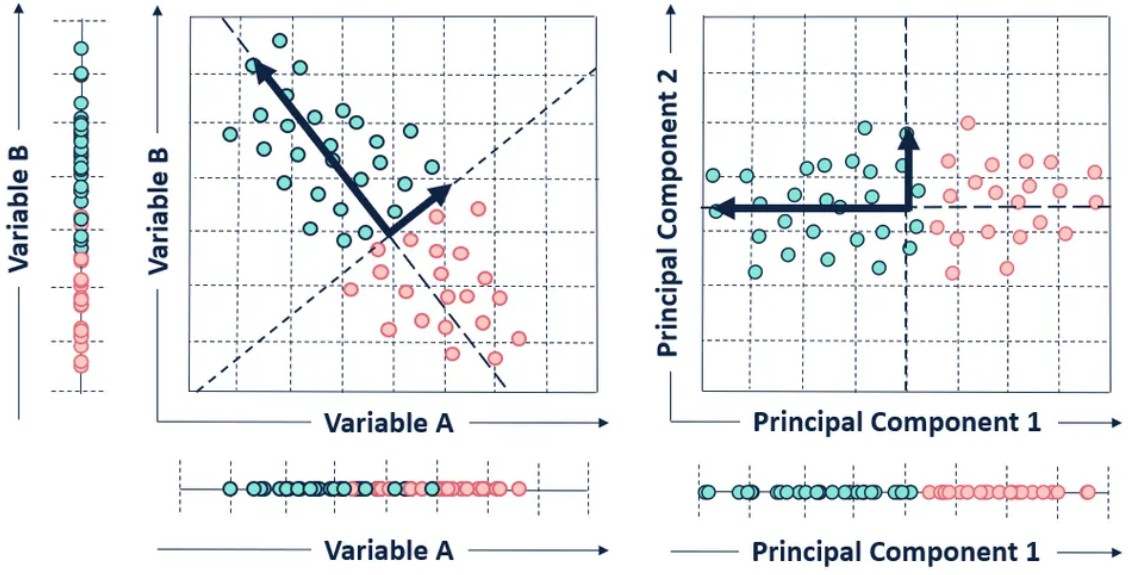 Variable B
Variable B
Variable A
Variable A
Principal Component 2
Principal Component 1
Principal Component 1